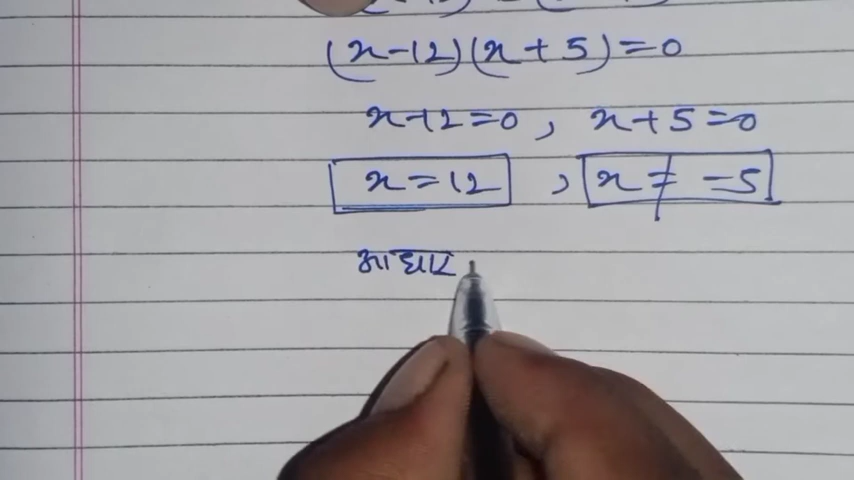 (x-12)(x+5)=0
x-12=0, x+5=0
x=12, x≠-5
आधार